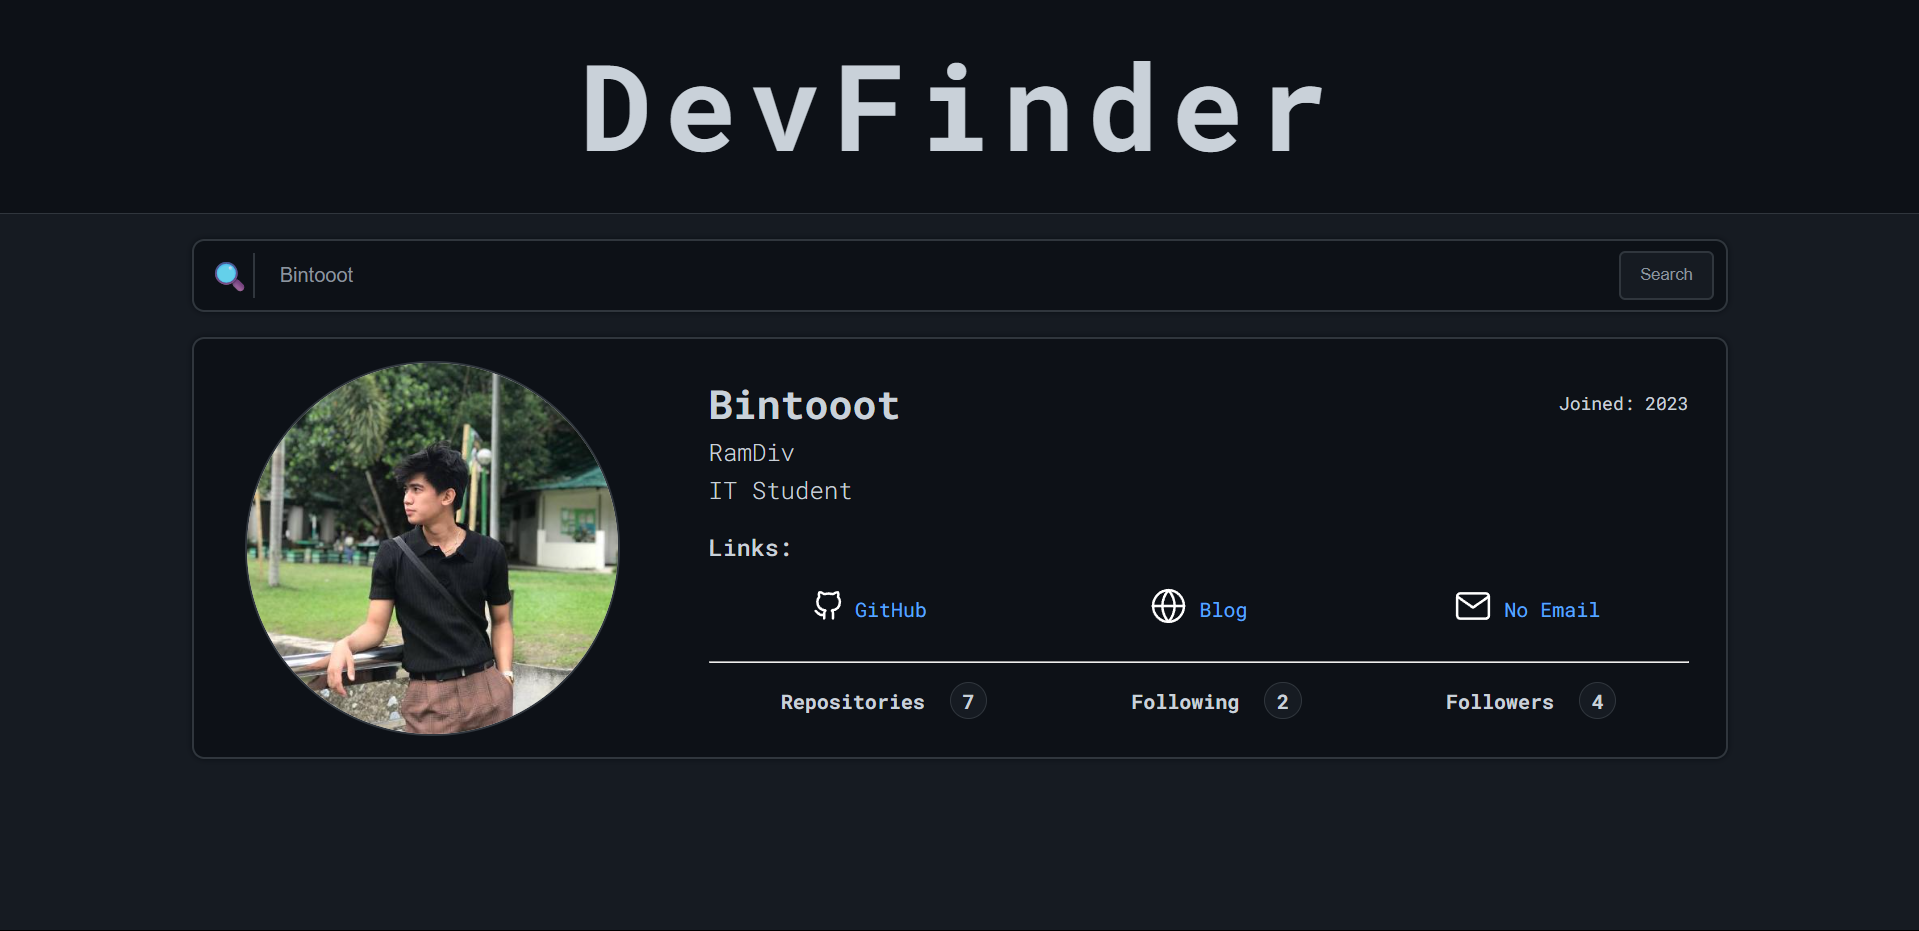 DevFinder
Bintooot
Search
Bintooot
Joined: 2023
RamDiv
IT Student
Links:
GitHub
Blog
No Email
Repositories 7
Following 2
Followers 4